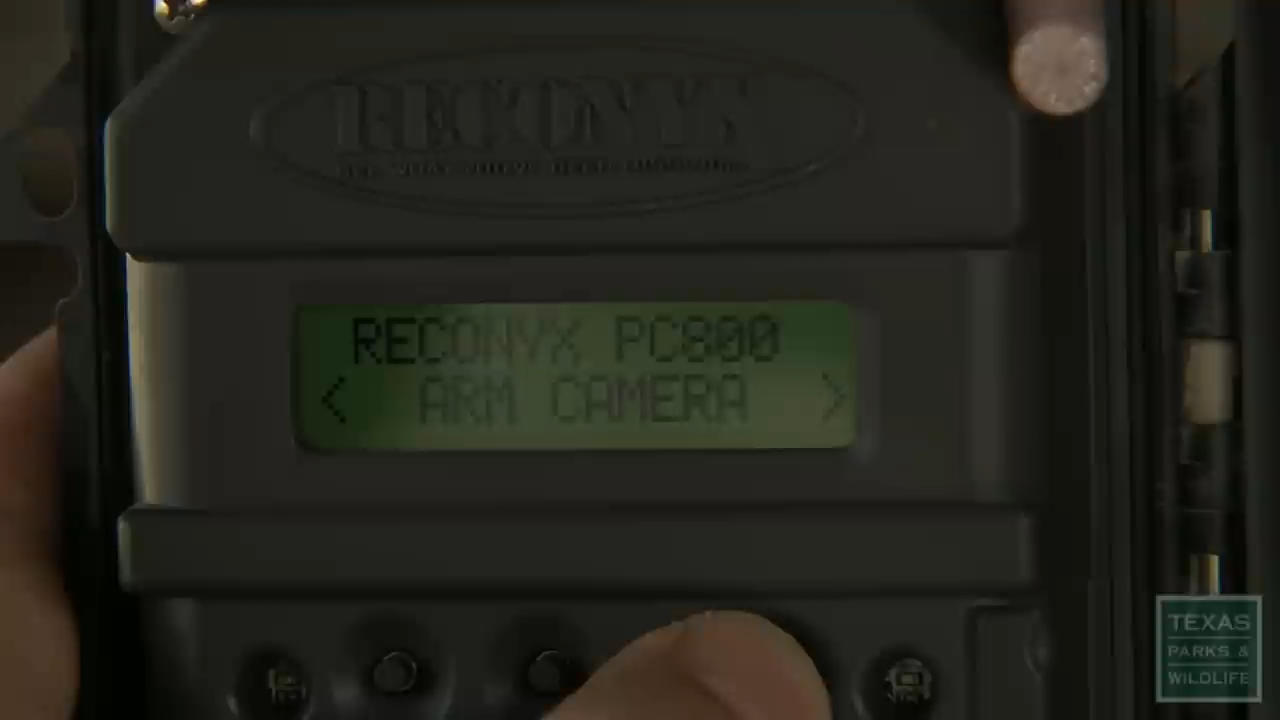 RECONYX
RECONYX PC800
< ARM CAMERA >
TEXAS
PARKS &
WILDLIFE